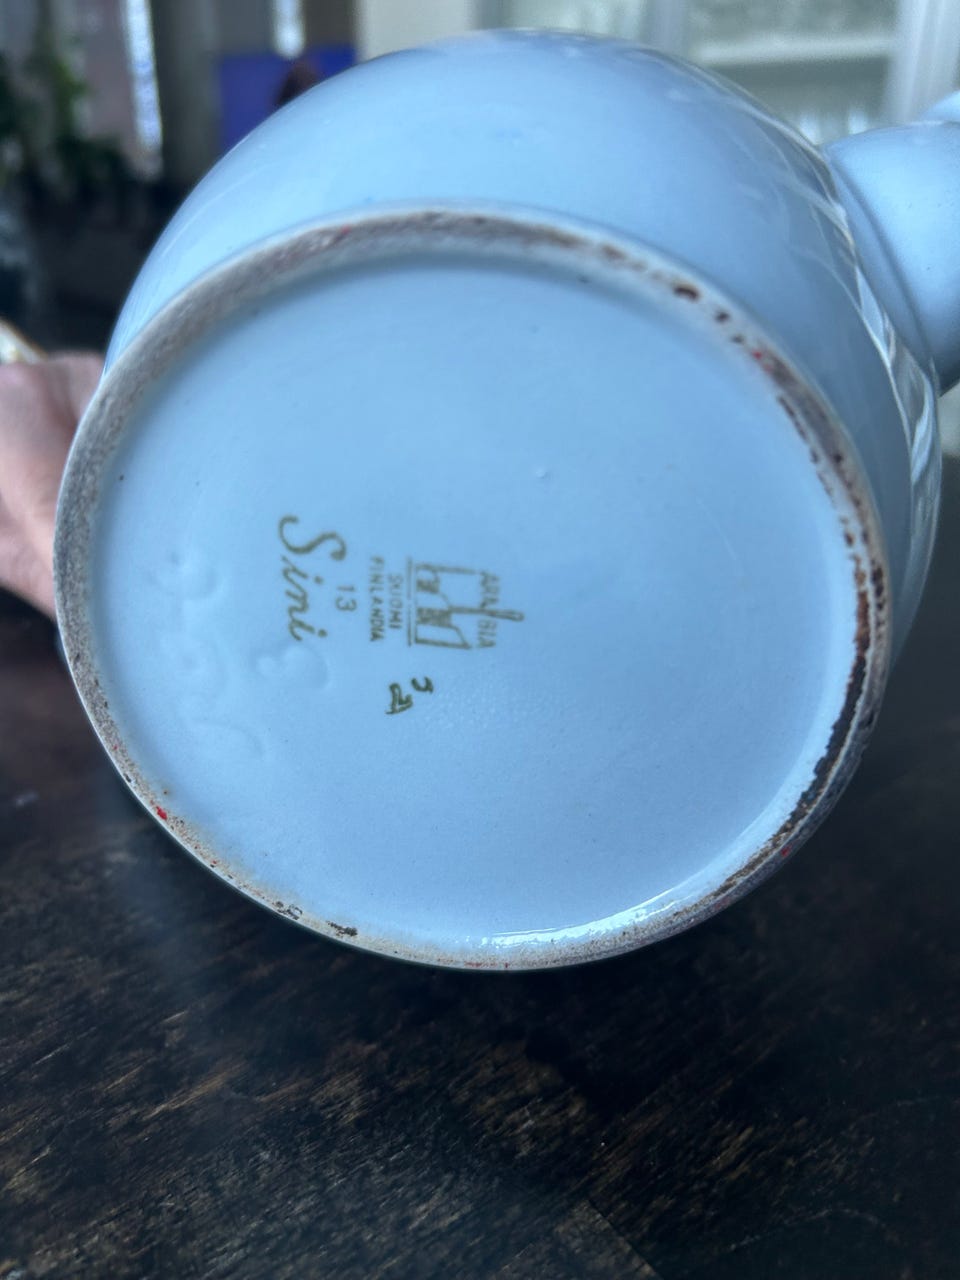 ARABIA
SUOMI
FINLANDIA
13
Sini
3